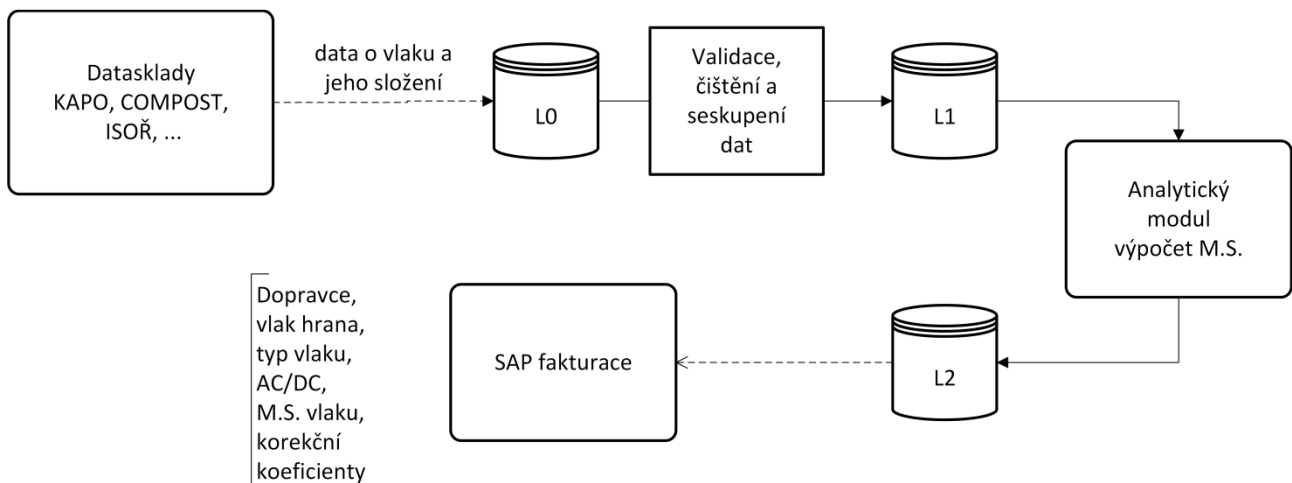 Datasklady
KAPO, COMPOST,
ISOŘ, ...
data o vlaku a
jeho složení
L0
Validace,
čištění a
seskupení
dat
L1
Analytický
modul
výpočet M.S.
Dopravce,
vlak hrana,
typ vlaku,
AC/DC,
M.S. vlaku,
korekční
koeficienty
SAP fakturace
L2